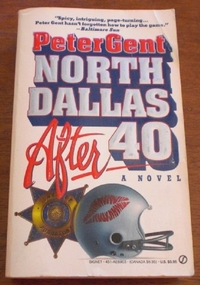 "Spicy, intriguing, page-turning...
Peter Gent hasn't forgotten how to play the game."
—Baltimore Sun
Peter Gent
NORTH
DALLAS
After 40
A NOVEL
SIGNET